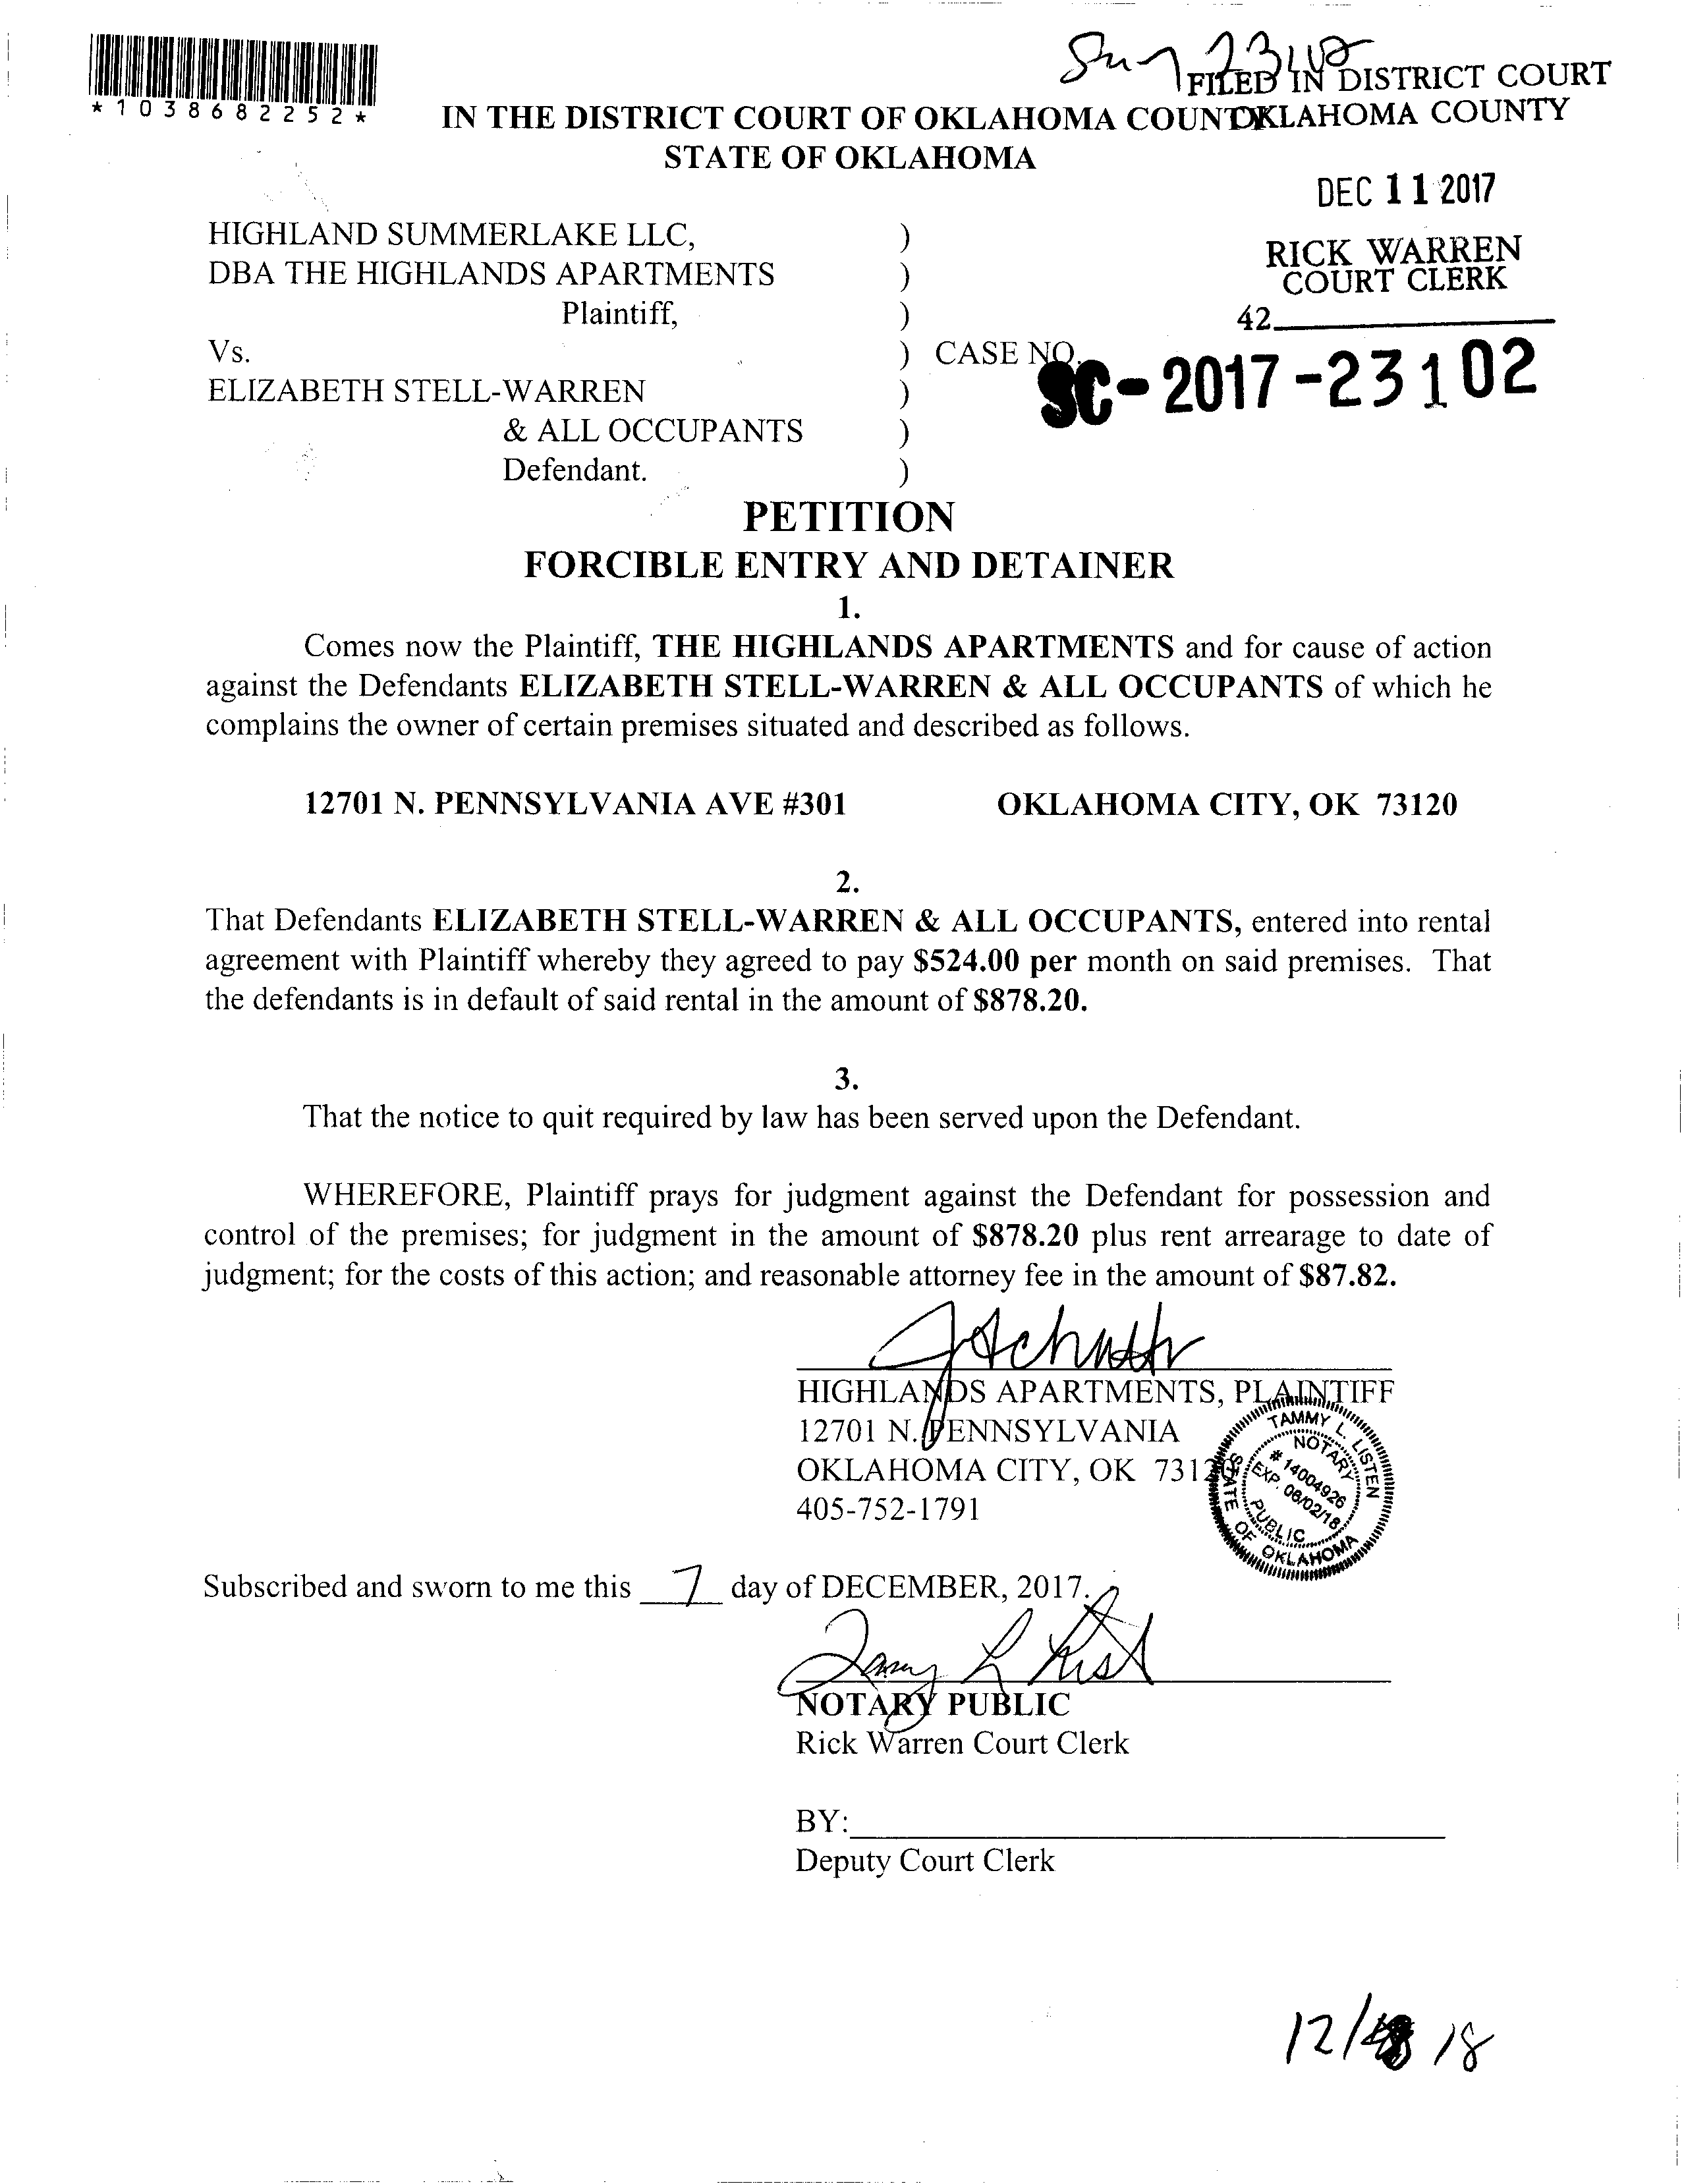 *1038682252*
FILED IN DISTRICT COURT
OKLAHOMA COUNTY
IN THE DISTRICT COURT OF OKLAHOMA COUNTY
STATE OF OKLAHOMA
DEC 11 2017
RICK WARREN
COURT CLERK
42
HIGHLAND SUMMERLAKE LLC, )
DBA THE HIGHLANDS APARTMENTS )
Plaintiff, )
Vs. ) CASE NO. SC-2017-23102
ELIZABETH STELL-WARREN )
& ALL OCCUPANTS )
Defendant. )
PETITION
FORCIBLE ENTRY AND DETAINER
1.
Comes now the Plaintiff, THE HIGHLANDS APARTMENTS and for cause of action
against the Defendants ELIZABETH STELL-WARREN & ALL OCCUPANTS of which he
complains the owner of certain premises situated and described as follows.
12701 N. PENNSYLVANIA AVE #301 OKLAHOMA CITY, OK 73120
2.
That Defendants ELIZABETH STELL-WARREN & ALL OCCUPANTS, entered into rental
agreement with Plaintiff whereby they agreed to pay $524.00 per month on said premises. That
the defendants is in default of said rental in the amount of $878.20.
3.
That the notice to quit required by law has been served upon the Defendant.
WHEREFORE, Plaintiff prays for judgment against the Defendant for possession and
control of the premises; for judgment in the amount of $878.20 plus rent arrearage to date of
judgment; for the costs of this action; and reasonable attorney fee in the amount of $87.82.
HIGHLANDS APARTMENTS, PLAINTIFF
12701 N. PENNSYLVANIA
OKLAHOMA CITY, OK 73120
405-752-1791
TAMMY L. LISTEN
NOTARY PUBLIC
# 14004926
EXP. 06/02/18
STATE OF OKLAHOMA
Subscribed and sworn to me this 7 day of DECEMBER, 2017.
NOTARY PUBLIC
Rick Warren Court Clerk
BY:
Deputy Court Clerk
12/ 18